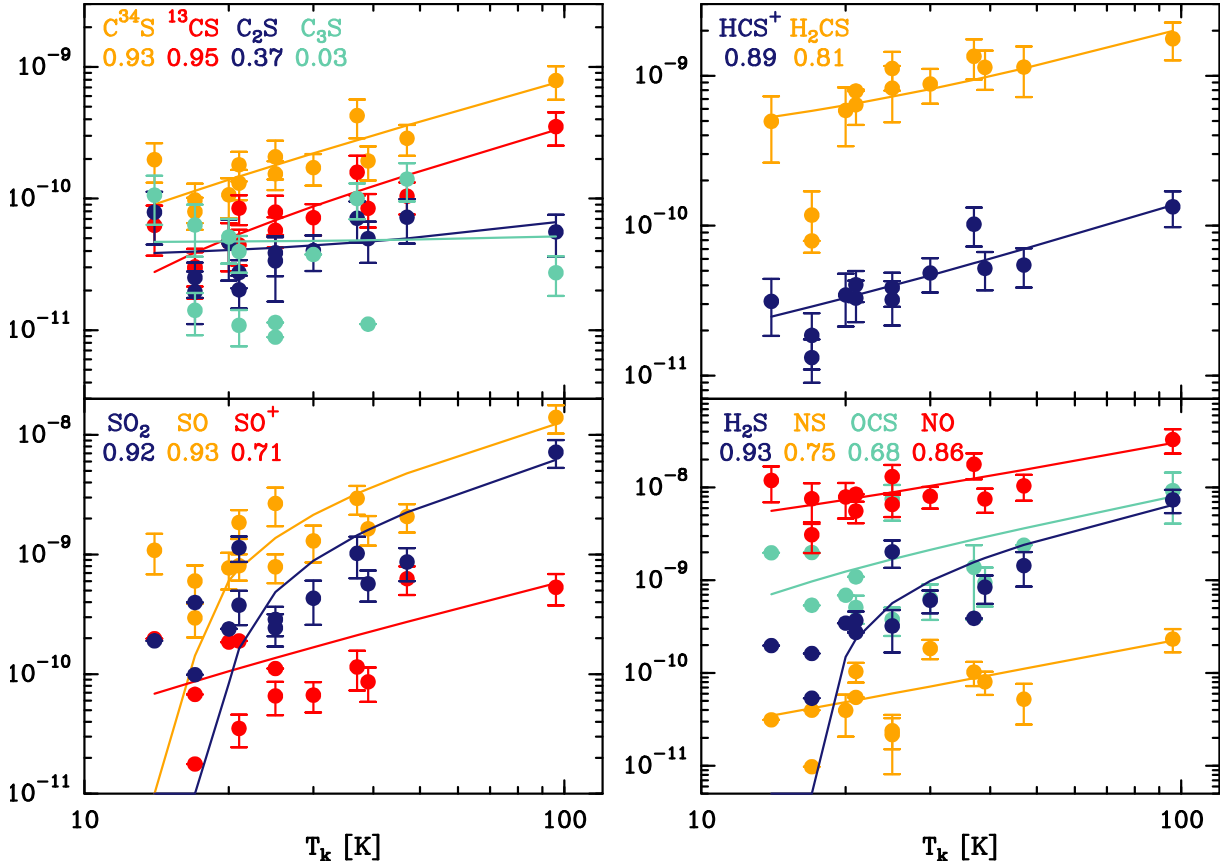 C³⁴S ¹³CS C₂S C₃S
0.93 0.95 0.37 0.03
10⁻⁹
10⁻¹⁰
10⁻¹¹
HCS⁺ H₂CS
0.89 0.81
10⁻⁹
10⁻¹⁰
10⁻¹¹
SO₂ SO SO⁺
0.92 0.93 0.71
10⁻⁸
10⁻⁹
10⁻¹⁰
10⁻¹¹
10 100
Tₖ [K]
H₂S NS OCS NO
0.93 0.75 0.68 0.86
10⁻⁷
10⁻⁸
10⁻⁹
10⁻¹⁰
10⁻¹¹
10 100
Tₖ [K]